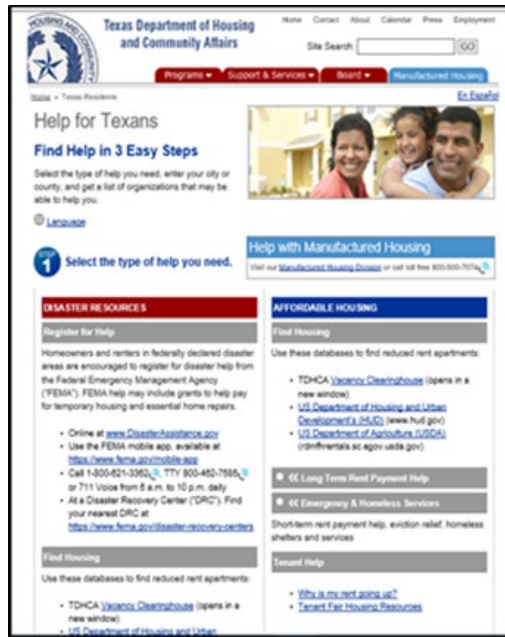 Texas Department of Housing
and Community Affairs
Home Contact About Calendar Press Employment
Site Search: GO
Programs Support & Services Board Manufactured Housing
Home » Texas Residents
En Español
Help for Texans
Find Help in 3 Easy Steps
Select the type of help you need, enter your city or
county, and get a list of organizations that may be
able to help you.
Language
STEP
1
Select the type of help you need.
Help with Manufactured Housing
Visit our Manufactured Housing Division or call toll free
DISASTER RESOURCES
Register for Help
Homeowners and renters in federally declared disaster
areas are encouraged to register for disaster help from
the Federal Emergency Management Agency
("FEMA"). FEMA help may include grants to help pay
for temporary housing and essential home repairs.
• Online at www.DisasterAssistance.gov
• Use the FEMA mobile app, available at
https://www.fema.gov/mobile-app
• Call 1-800-621-3362, TTY 800-462-7585,
or 711 Voice from 6 a.m. to 10 p.m. daily
• At a Disaster Recovery Center ("DRC"). Find
your nearest DRC at
https://www.fema.gov/disaster-recovery-centers
Find Housing
Use these databases to find reduced rent apartments:
• TDHCA Vacancy Clearinghouse (opens in a
new window)
• US Department of Housing and Urban
AFFORDABLE HOUSING
Find Housing
Use these databases to find reduced rent apartments:
• TDHCA Vacancy Clearinghouse (opens in a
new window)
• US Department of Housing and Urban
Development's (HUD) (www.hud.gov)
• US Department of Agriculture (USDA)
(rdmfhrentals.sc.egov.usda.gov)
Long Term Rent Payment Help
Emergency & Homeless Services
Short-term rent payment help, eviction relief, homeless
shelters and services
Tenant Help
• Why is my rent going up?
• Tenant Fair Housing Resources